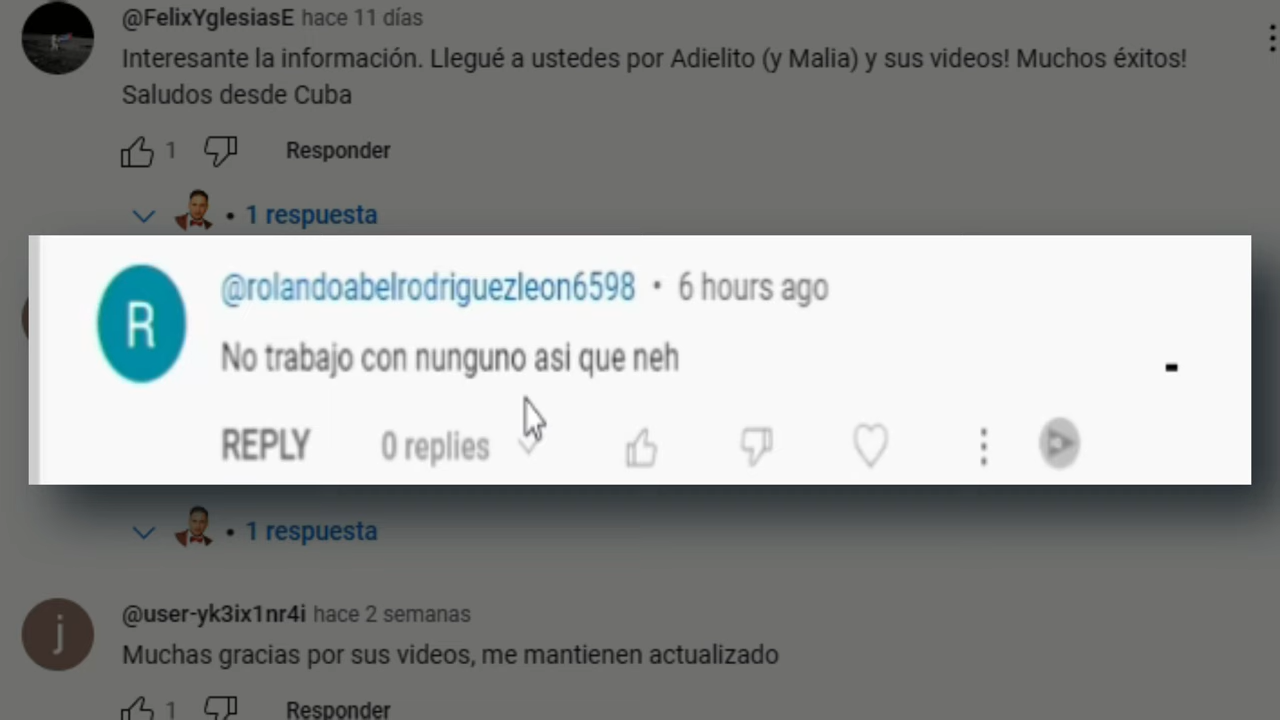 @FelixYglesiasE hace 11 días
Interesante la información. Llegué a ustedes por Adielito (y Malia) y sus videos! Muchos éxitos!
Saludos desde Cuba
1 Responder
• 1 respuesta
R
@rolandoabelrodriguezleon6598 • 6 hours ago
No trabajo con nunguno asi que neh
REPLY 0 replies
• 1 respuesta
j
@user-yk3ix1nr4i hace 2 semanas
Muchas gracias por sus videos, me mantienen actualizado
1 Responder